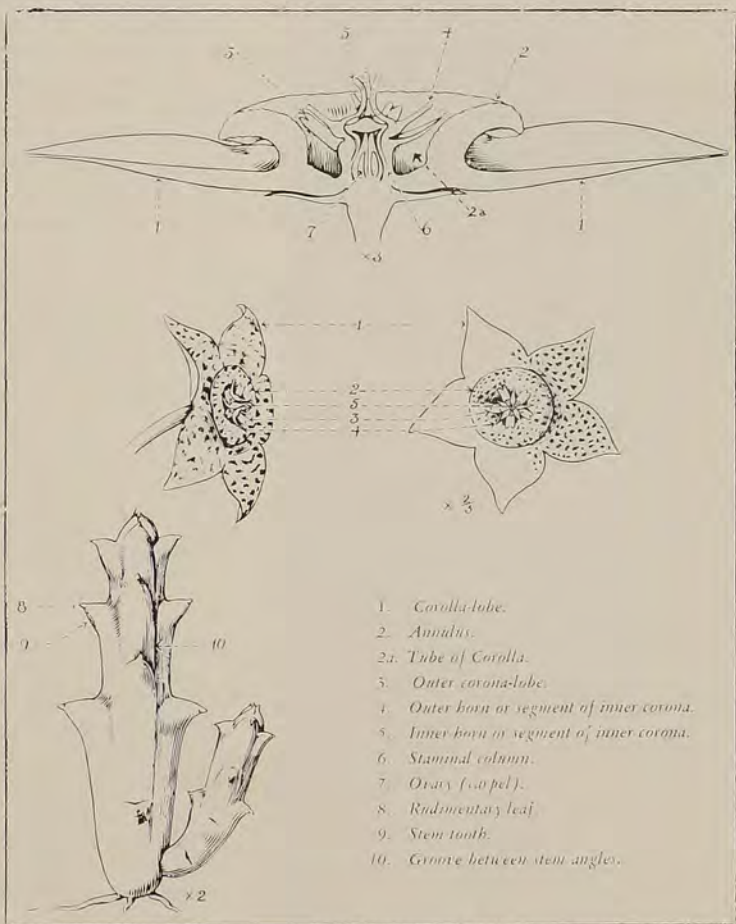 5 4
3 2
2a
1 7 6 1
×3
1
2
5
3
4
× 2/3
8
9 10
×2
1. Corolla-lobe.
2. Annulus.
2a. Tube of Corolla.
3. Outer corona-lobe.
4. Outer horn or segment of inner corona.
5. Inner horn or segment of inner corona.
6. Staminal column.
7. Ovary (carpel).
8. Rudimentary leaf.
9. Stem tooth.
10. Groove between stem angles.